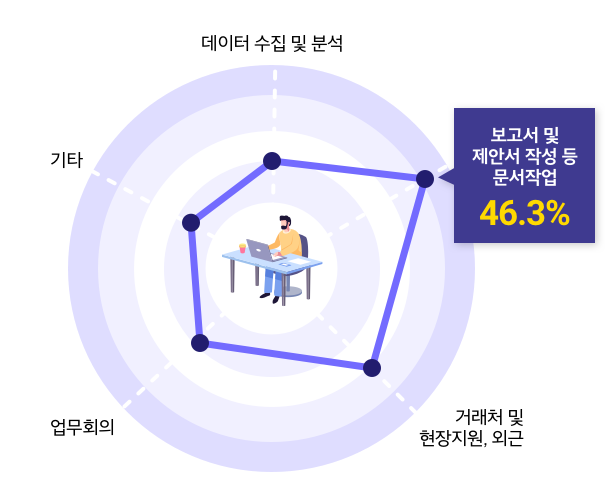 데이터 수집 및 분석
보고서 및
제안서 작성 등
문서작업
46.3%
기타
업무회의
거래처 및
현장지원, 외근